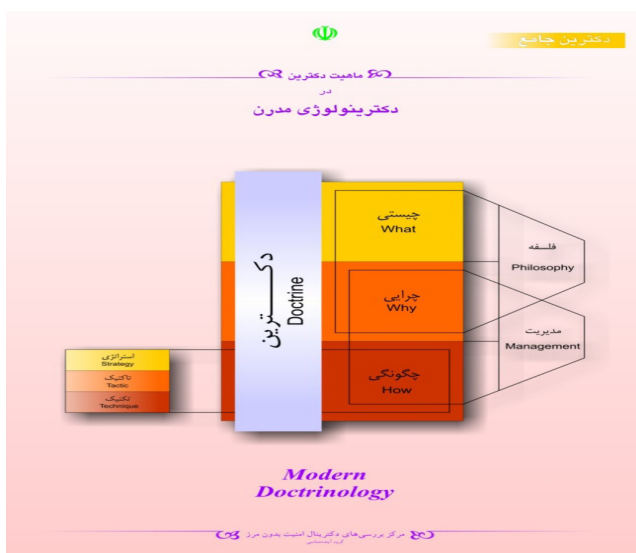 دکترین جامع
ماهیت دکترین
در
دکترینولوژی مدرن
چیستی
What
فلسفه
Philosophy
دکــــترین
Doctrine
چرایی
Why
مدیریت
Management
استراتژی
Strategy
تاکتیک
Tactic
تکنیک
Technique
چگونگی
How
Modern
Doctrinology
مرکز بررسی‌های دکترینال امنیت بدون مرز